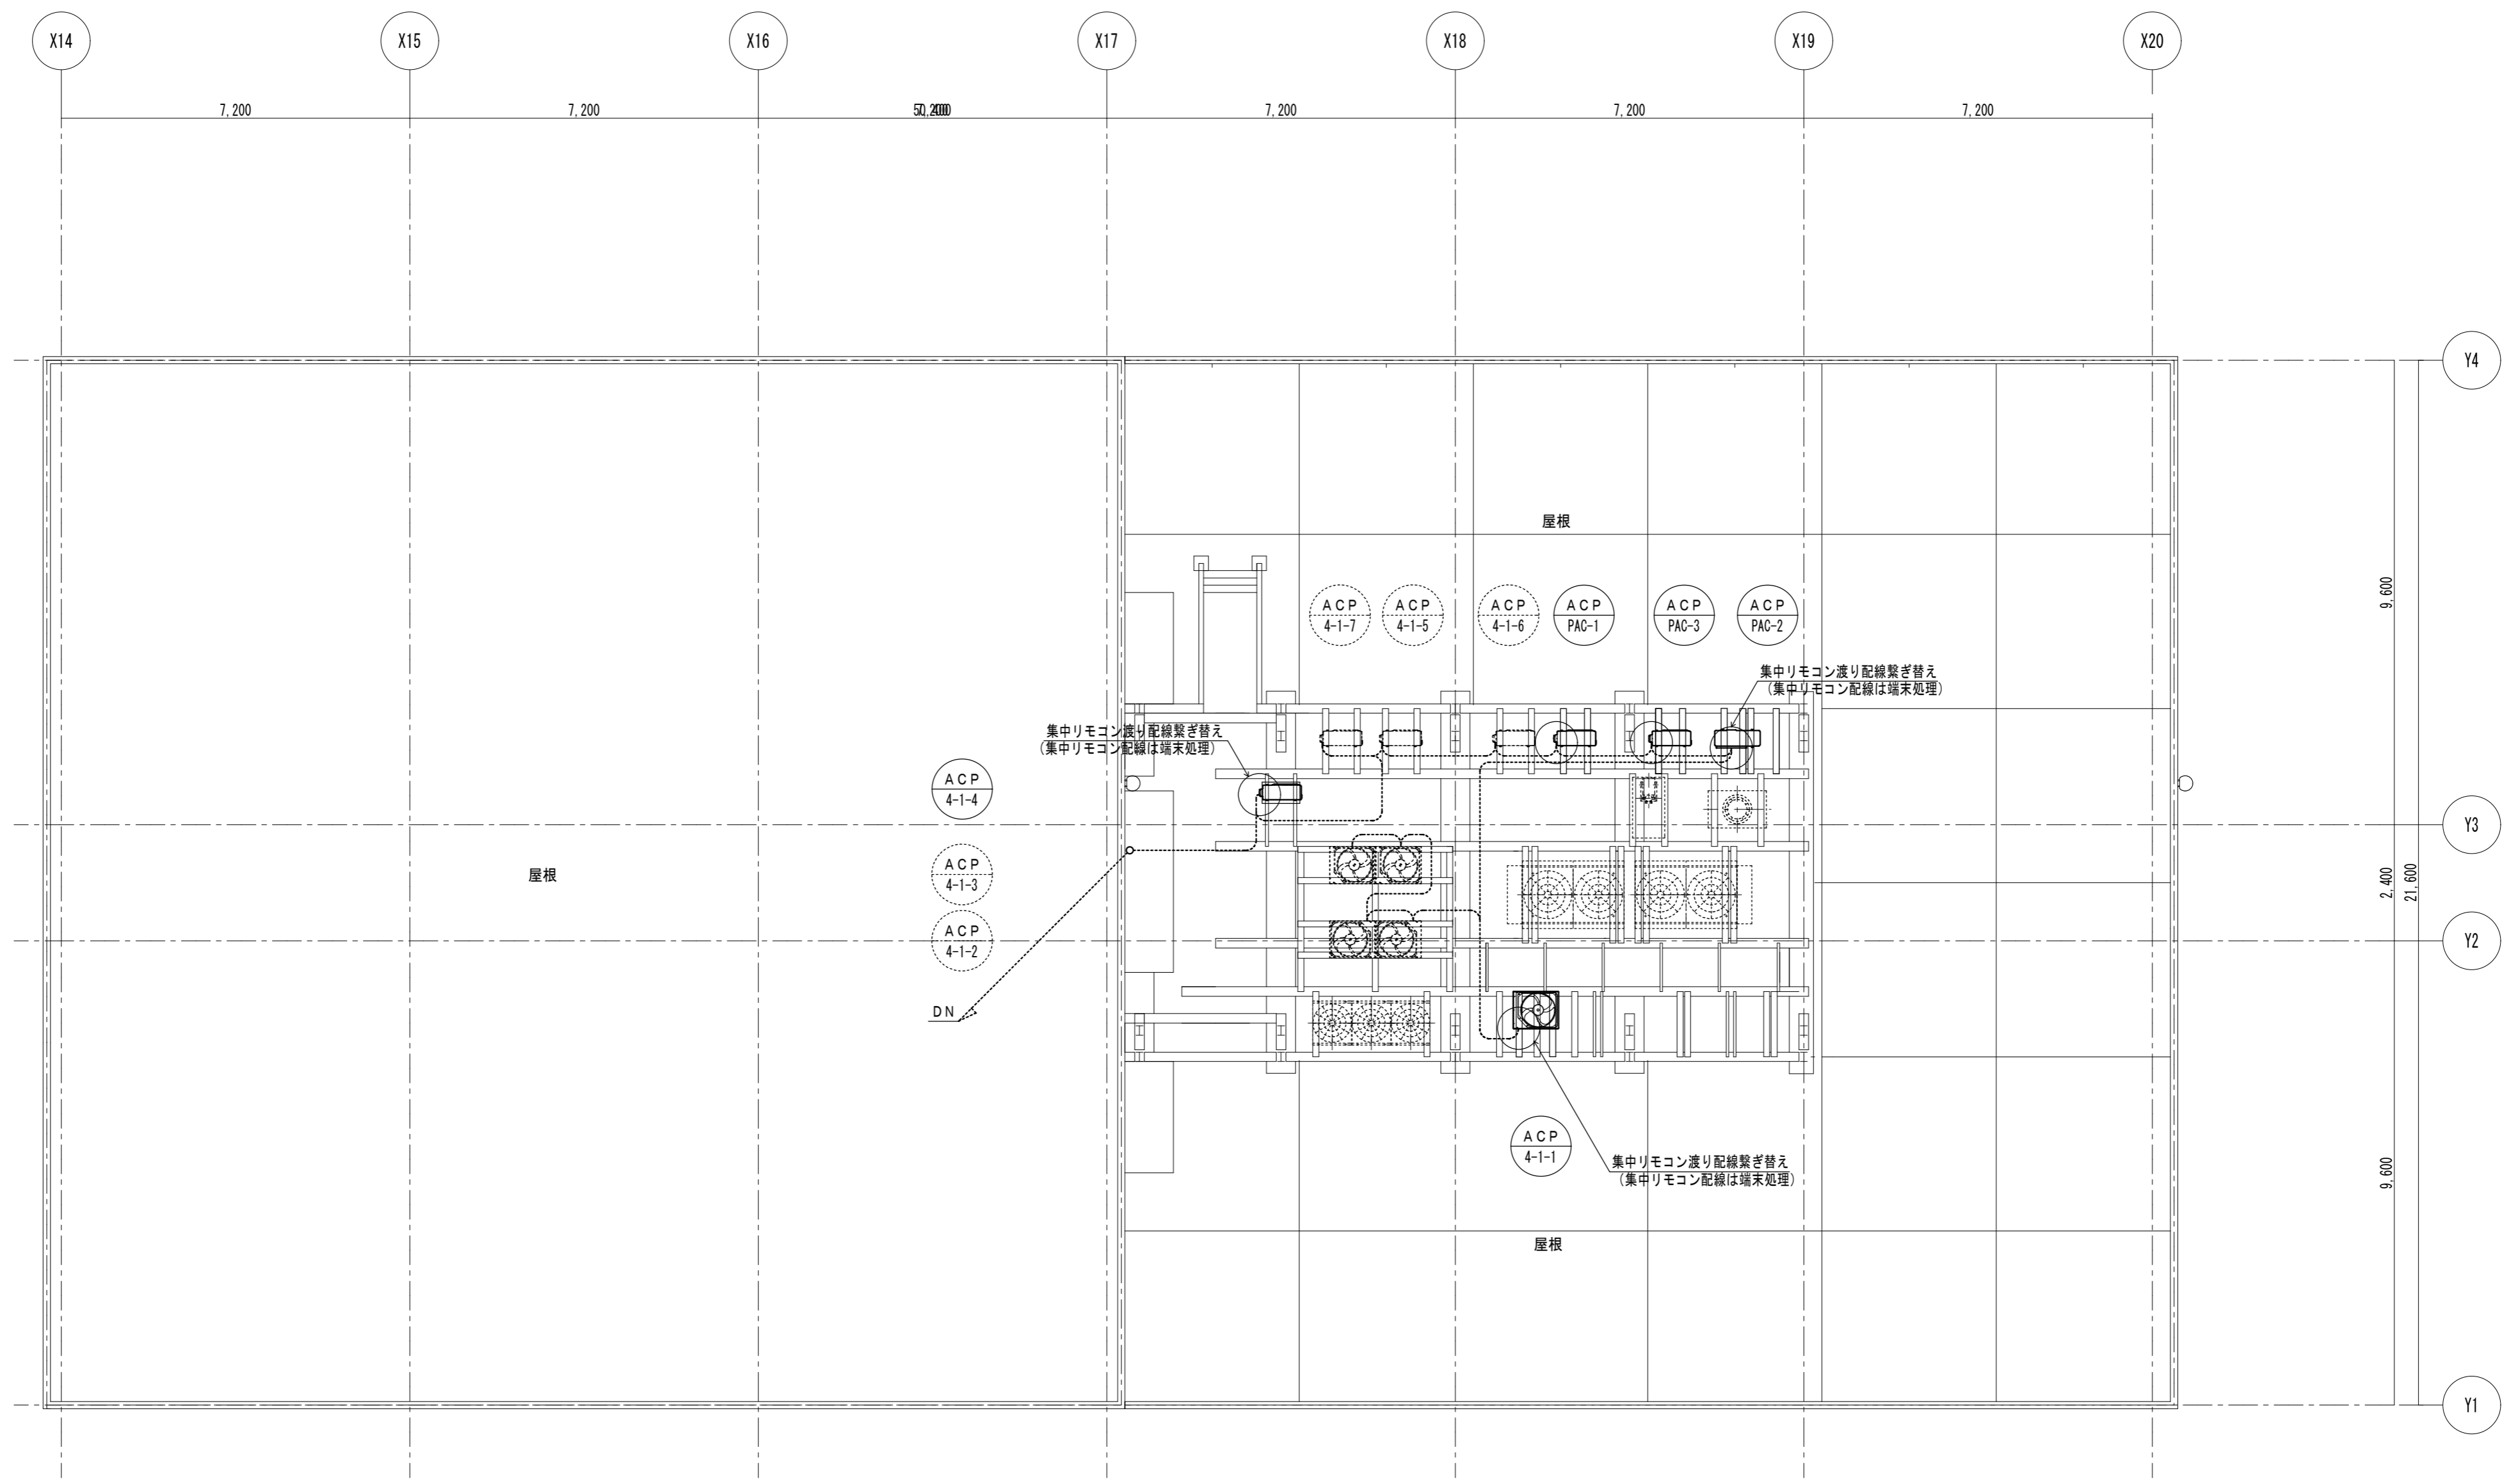 X14
X15
X16
X17
X18
X19
X20
7,200
7,200
7,200
7,200
7,200
Y4
屋根
9,600
ACP
4-1-7
ACP
4-1-5
ACP
4-1-6
ACP
PAC-1
ACP
PAC-3
ACP
PAC-2
集中リモコン渡り配線繋ぎ替え
(集中リモコン配線は端末処理)
集中リモコン渡り配線繋ぎ替え
(集中リモコン配線は端末処理)
ACP
4-1-4
Y3
屋根
ACP
4-1-3
2,400
21,600
ACP
4-1-2
Y2
DN
ACP
4-1-1
集中リモコン渡り配線繋ぎ替え
(集中リモコン配線は端末処理)
9,600
屋根
Y1